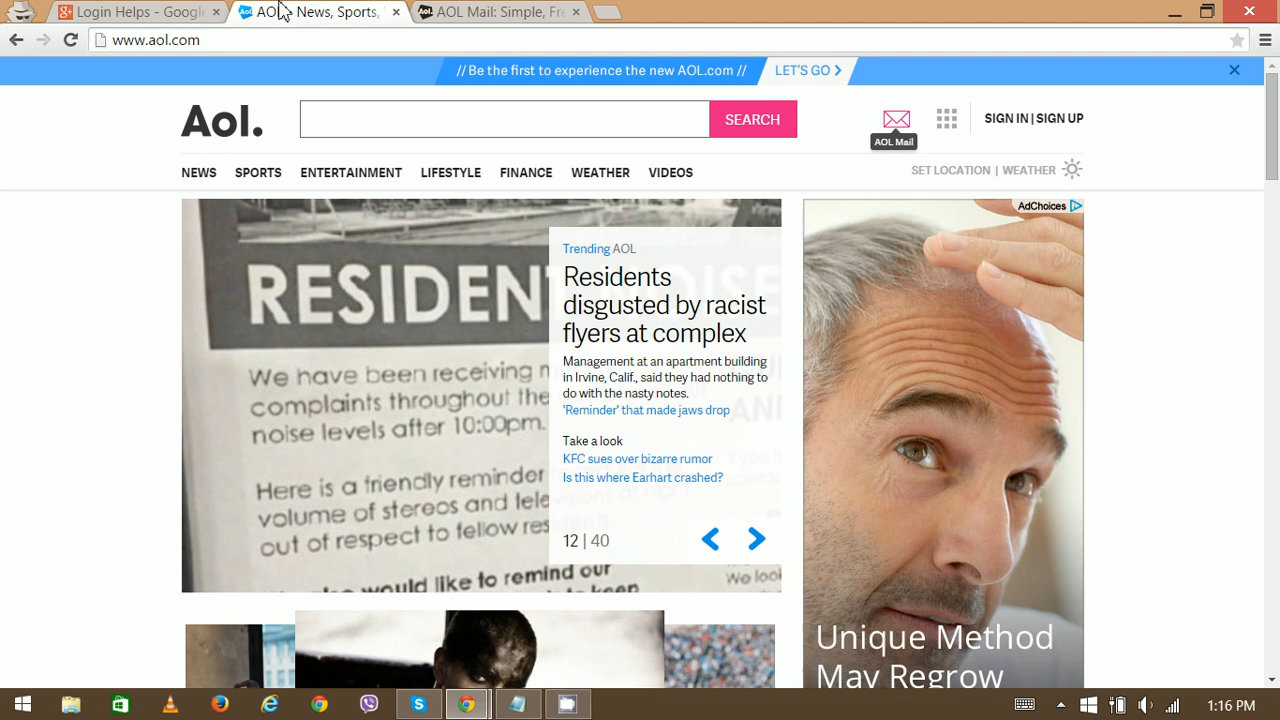 Login Helps - Google
AOL - News, Sports,
AOL Mail: Simple, Fre
www.aol.com
// Be the first to experience the new AOL.com //
LET'S GO
Aol.
SEARCH
AOL Mail
SIGN IN | SIGN UP
NEWS SPORTS ENTERTAINMENT LIFESTYLE FINANCE WEATHER VIDEOS
SET LOCATION | WEATHER
RESIDENT
We have been receiving
complaints throughout the
noise levels after 10:00pm.
Here is a friendly reminder
volume of stereos and
out of respect to fellow
would like to remind our
to keep
We
Trending AOL
Residents
disgusted by racist
flyers at complex
Management at an apartment building
in Irvine, Calif., said they had nothing to
do with the nasty notes.
'Reminder' that made jaws drop
Take a look
KFC sues over bizarre rumor
Is this where Earhart crashed?
12 | 40
AdChoices
Unique Method
May Regrow
1:16 PM